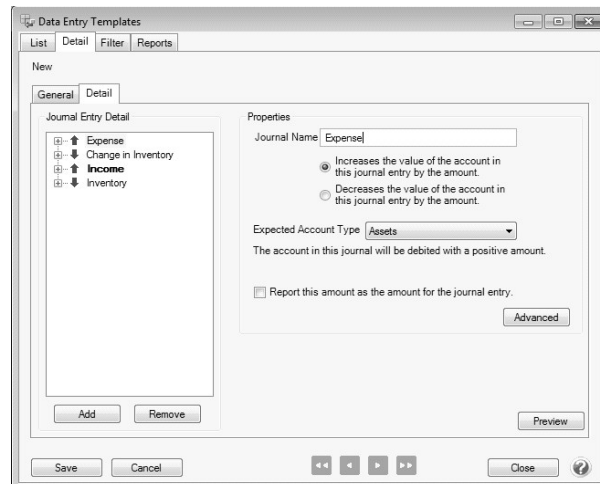 Data Entry Templates
List Detail Filter Reports
New
General Detail
Journal Entry Detail
Expense
Change in Inventory
Income
Inventory
Add Remove
Properties
Journal Name Expense
Increases the value of the account in
this journal entry by the amount.
Decreases the value of the account in
this journal entry by the amount.
Expected Account Type Assets
The account in this journal will be debited with a positive amount.
Report this amount as the amount for the journal entry.
Advanced
Preview
Save Cancel Close ?